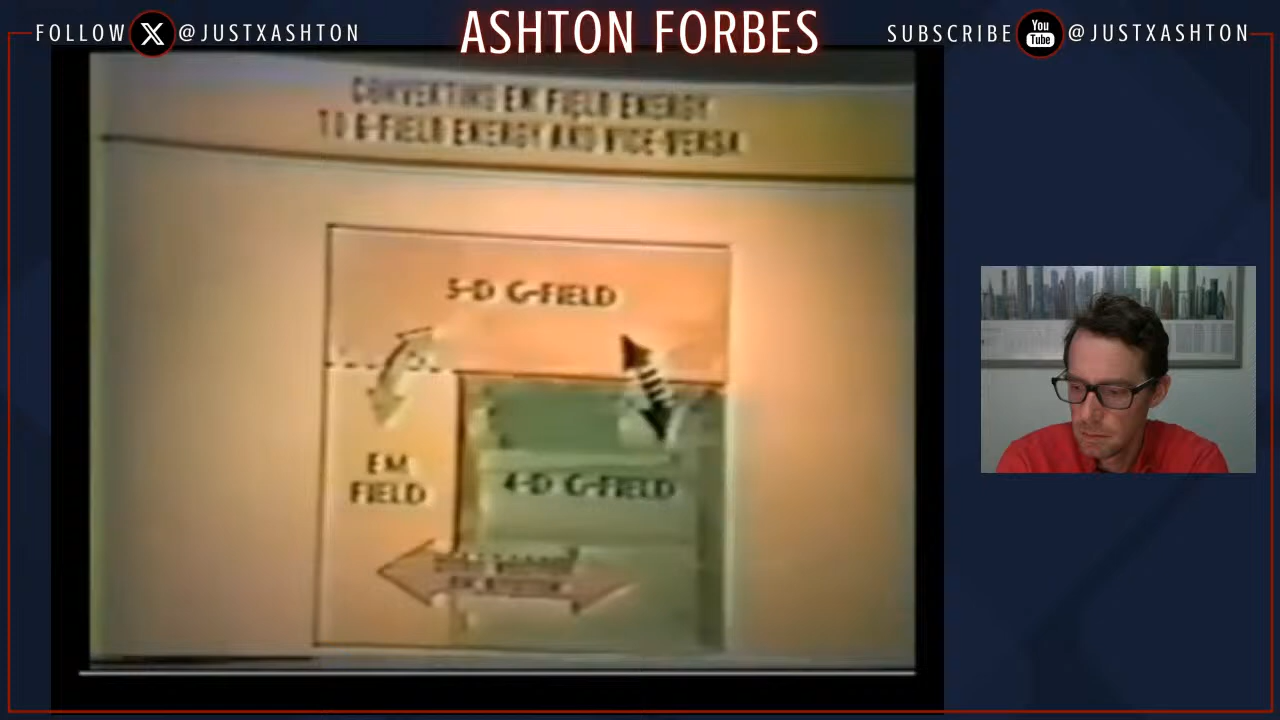 FOLLOW @JUSTXASHTON
ASHTON FORBES
SUBSCRIBE YouTube @JUSTXASHTON
CONVERTING EM FIELD ENERGY
TO G-FIELD ENERGY AND VICE-VERSA
5-D G-FIELD
EM
FIELD
4-D G-FIELD